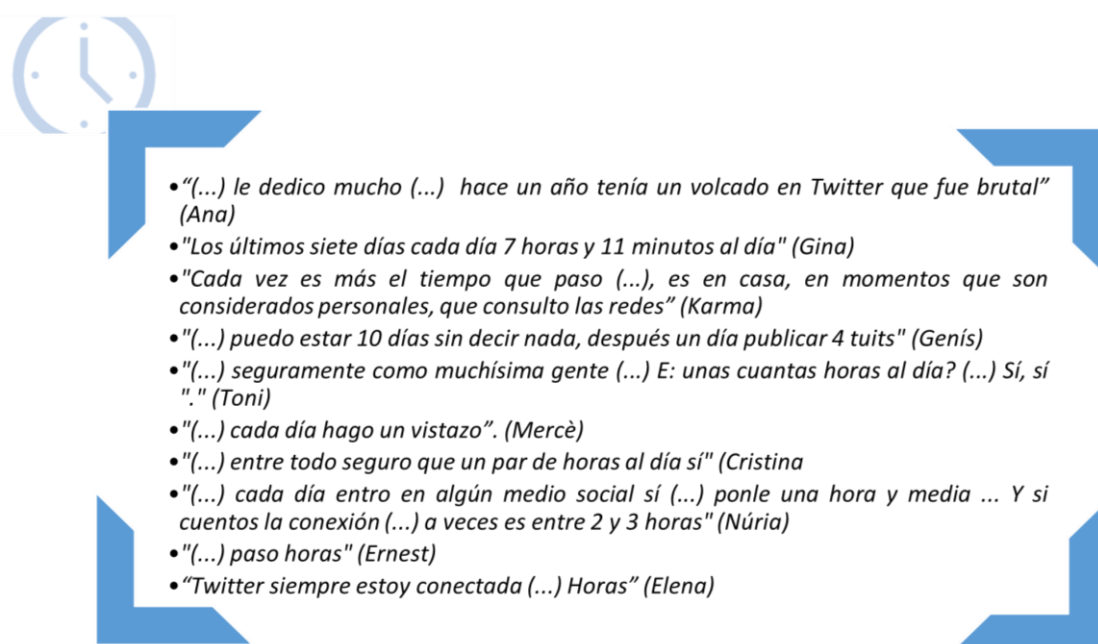 •“(...) le dedico mucho (...) hace un año tenía un volcado en Twitter que fue brutal”
(Ana)
•"Los últimos siete días cada día 7 horas y 11 minutos al día" (Gina)
•"Cada vez es más el tiempo que paso (...), es en casa, en momentos que son
considerados personales, que consulto las redes” (Karma)
•"(...) puedo estar 10 días sin decir nada, después un día publicar 4 tuits" (Genís)
•"(...) seguramente como muchísima gente (...) E: unas cuantas horas al día? (...) Sí, sí
"." (Toni)
•"(...) cada día hago un vistazo”. (Mercè)
•"(...) entre todo seguro que un par de horas al día sí" (Cristina
•"(...) cada día entro en algún medio social sí (...) ponle una hora y media ... Y si
cuentos la conexión (...) a veces es entre 2 y 3 horas" (Núria)
•"(...) paso horas" (Ernest)
•“Twitter siempre estoy conectada (...) Horas” (Elena)